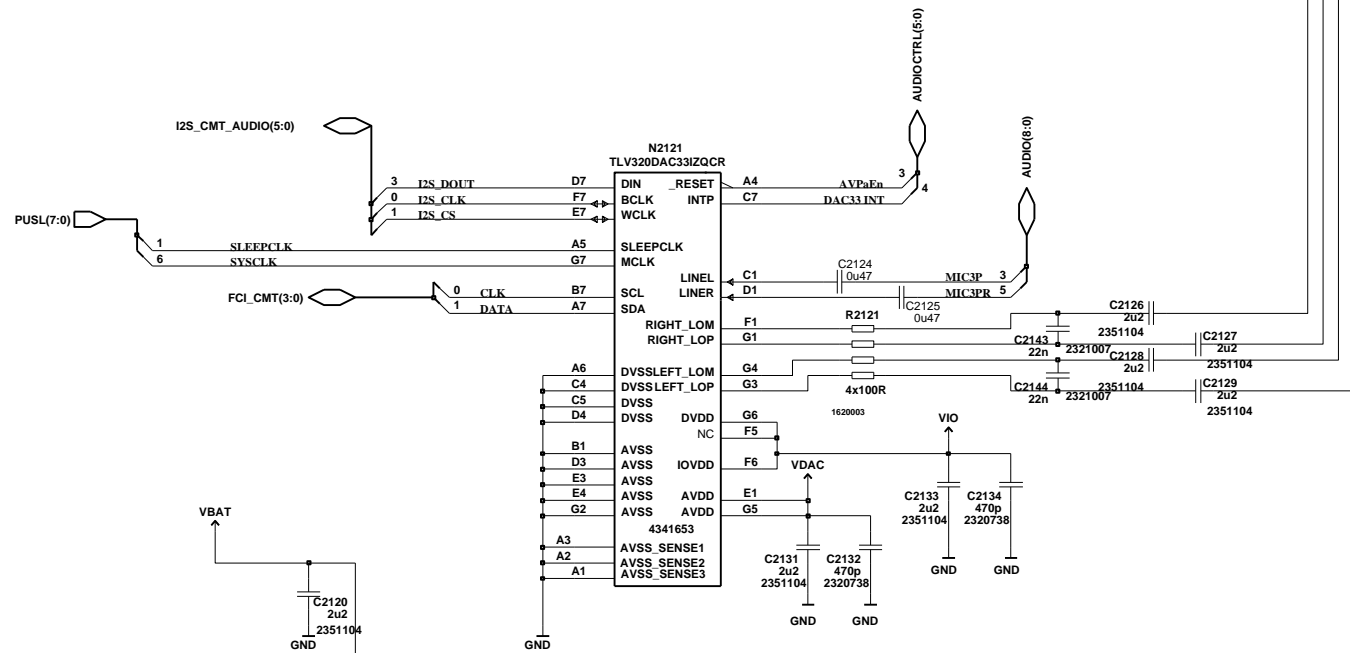 AUDIOCTRL(5:0)
I2S_CMT_AUDIO(5:0)
AUDIO(8:0)
N2121
TLV320DAC33IZQCR
3 I2S_DOUT D7 DIN _RESET A4 AVPaEn 3
0 I2S_CLK F7 BCLK INTP C7 DAC33 INT 4
1 I2S_CS E7 WCLK
PUSL(7:0)
1 SLEEPCLK A5 SLEEPCLK
6 SYSCLK G7 MCLK
C2124
0u47
LINEL C1 MIC3P 3
FCI_CMT(3:0)
0 CLK B7 SCL LINER D1 MIC3PR 5
1 DATA A7 SDA
C2125
0u47
R2121
C2126
2u2
2351104
RIGHT_LOM F1
RIGHT_LOP G1
C2143
22n
2321007
C2127
2u2
2351104
C2128
2u2
2351104
A6 DVSS LEFT_LOM G4
C4 DVSS LEFT_LOP G3
4x100R
1620003
C2144
22n
2321007
C2129
2u2
2351104
C5 DVSS
D4 DVSS DVDD G6
NC F5
VIO
B1 AVSS
D3 AVSS IOVDD F6
VDAC
E3 AVSS
E4 AVSS AVDD E1
G2 AVSS AVDD G5
4341653
C2133
2u2
2351104
C2134
470p
2320738
VBAT
A3 AVSS_SENSE1
A2 AVSS_SENSE2
A1 AVSS_SENSE3
C2131
2u2
2351104
C2132
470p
2320738
GND
GND
C2120
2u2
2351104
GND
GND
GND
GND